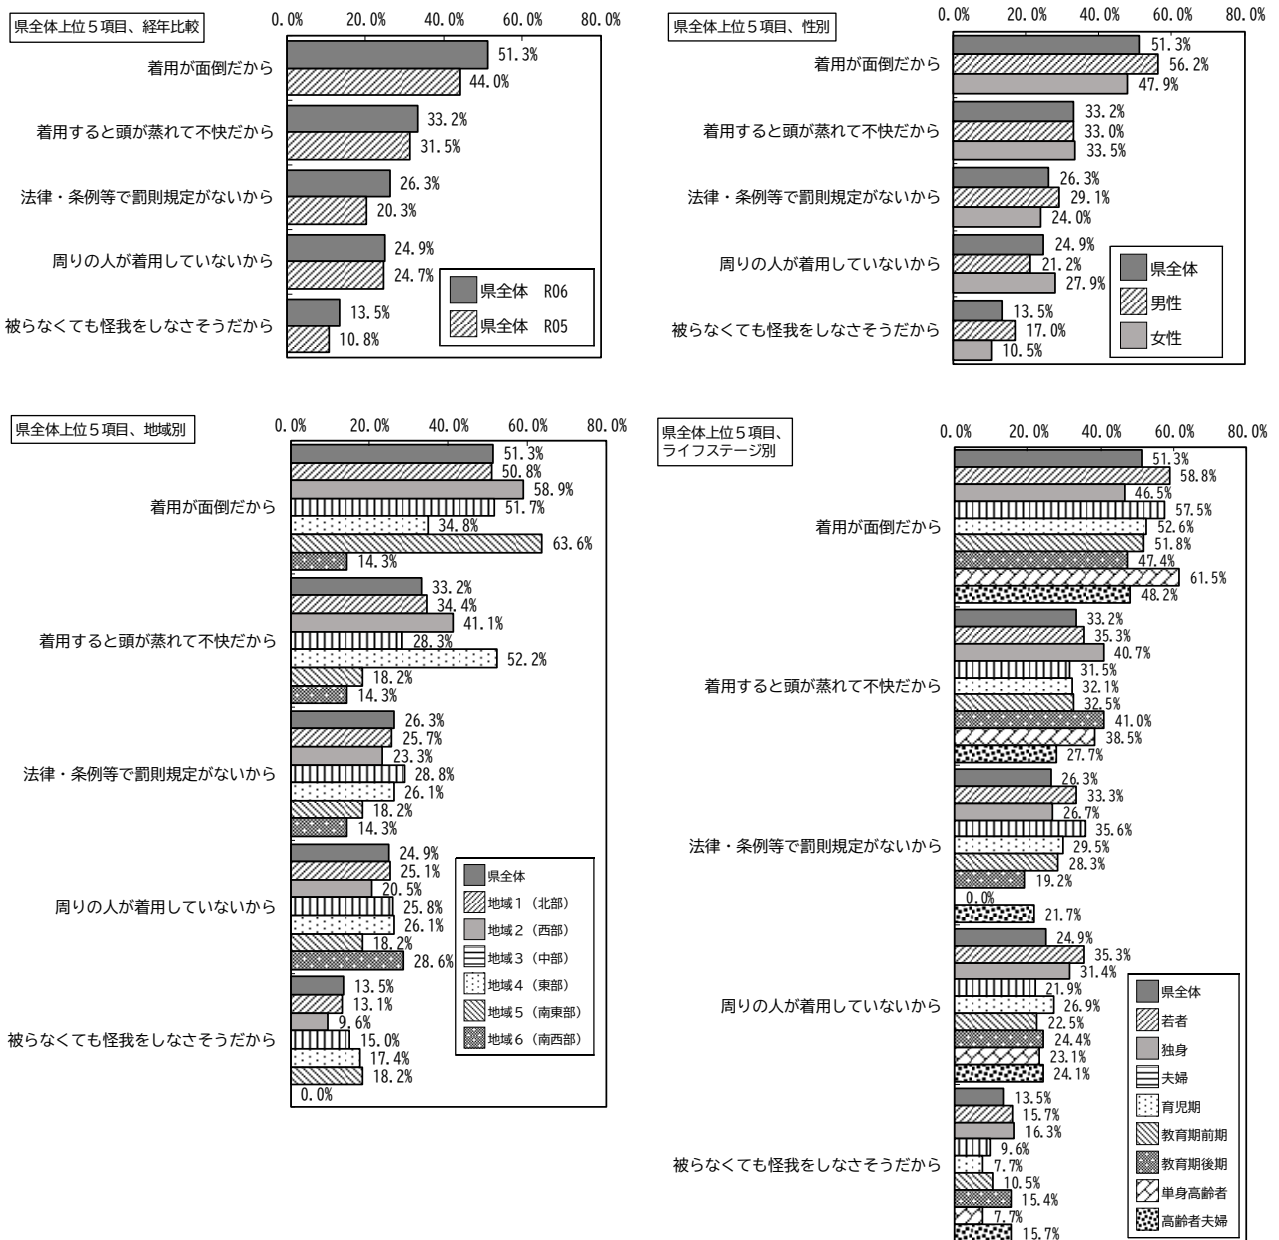 県全体上位5項目、経年比較
0.0% 20.0% 40.0% 60.0% 80.0%
着用が面倒だから
51.3%
44.0%
着用すると頭が蒸れて不快だから
33.2%
31.5%
法律・条例等で罰則規定がないから
26.3%
20.3%
周りの人が着用していないから
24.9%
24.7%
被らなくても怪我をしなさそうだから
13.5%
10.8%
県全体 R06
県全体 R05
県全体上位5項目、性別
0.0% 20.0% 40.0% 60.0% 80.0%
着用が面倒だから
51.3%
56.2%
47.9%
着用すると頭が蒸れて不快だから
33.2%
33.0%
33.5%
法律・条例等で罰則規定がないから
26.3%
29.1%
24.0%
周りの人が着用していないから
24.9%
21.2%
27.9%
被らなくても怪我をしなさそうだから
13.5%
17.0%
10.5%
県全体
男性
女性
県全体上位5項目、地域別
0.0% 20.0% 40.0% 60.0% 80.0%
着用が面倒だから
51.3%
50.8%
58.9%
51.7%
34.8%
63.6%
14.3%
着用すると頭が蒸れて不快だから
33.2%
34.4%
41.1%
28.3%
52.2%
18.2%
14.3%
法律・条例等で罰則規定がないから
26.3%
25.7%
23.3%
28.8%
26.1%
18.2%
14.3%
周りの人が着用していないから
24.9%
25.1%
20.5%
25.8%
26.1%
18.2%
28.6%
被らなくても怪我をしなさそうだから
13.5%
13.1%
9.6%
15.0%
17.4%
18.2%
0.0%
県全体
地域1（北部）
地域2（西部）
地域3（中部）
地域4（東部）
地域5（南東部）
地域6（南西部）
県全体上位5項目、
ライフステージ別
0.0% 20.0% 40.0% 60.0% 80.0%
着用が面倒だから
51.3%
58.8%
46.5%
57.5%
52.6%
51.8%
47.4%
61.5%
48.2%
着用すると頭が蒸れて不快だから
33.2%
35.3%
40.7%
31.5%
32.1%
32.5%
41.0%
38.5%
27.7%
法律・条例等で罰則規定がないから
26.3%
33.3%
26.7%
35.6%
29.5%
28.3%
19.2%
0.0%
21.7%
周りの人が着用していないから
24.9%
35.3%
31.4%
21.9%
26.9%
22.5%
24.4%
23.1%
24.1%
被らなくても怪我をしなさそうだから
13.5%
15.7%
16.3%
9.6%
7.7%
10.5%
15.4%
7.7%
15.7%
県全体
若者
独身
夫婦
育児期
教育期前期
教育期後期
単身高齢者
高齢者夫婦